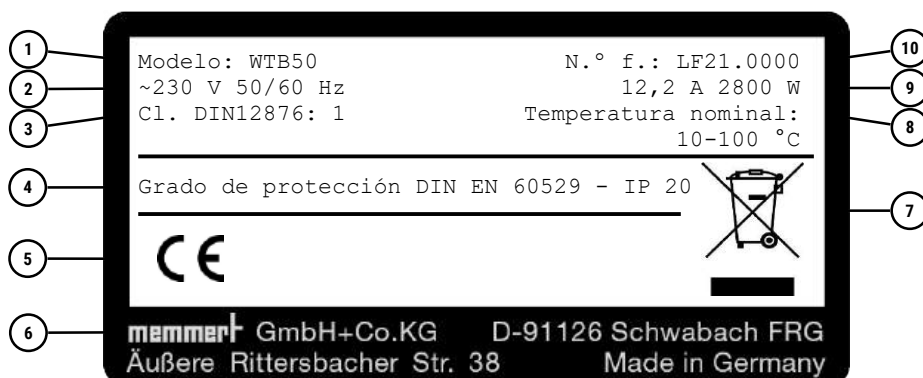 1 Modelo: WTB50 N.º f.: LF21.0000 10
2 ~230 V 50/60 Hz 12,2 A 2800 W 9
3 Cl. DIN12876: 1 Temperatura nominal: 8
10-100 °C
4 Grado de protección DIN EN 60529 - IP 20
7
5 CE
6 memmert GmbH+Co.KG D-91126 Schwabach FRG
Äußere Rittersbacher Str. 38 Made in Germany